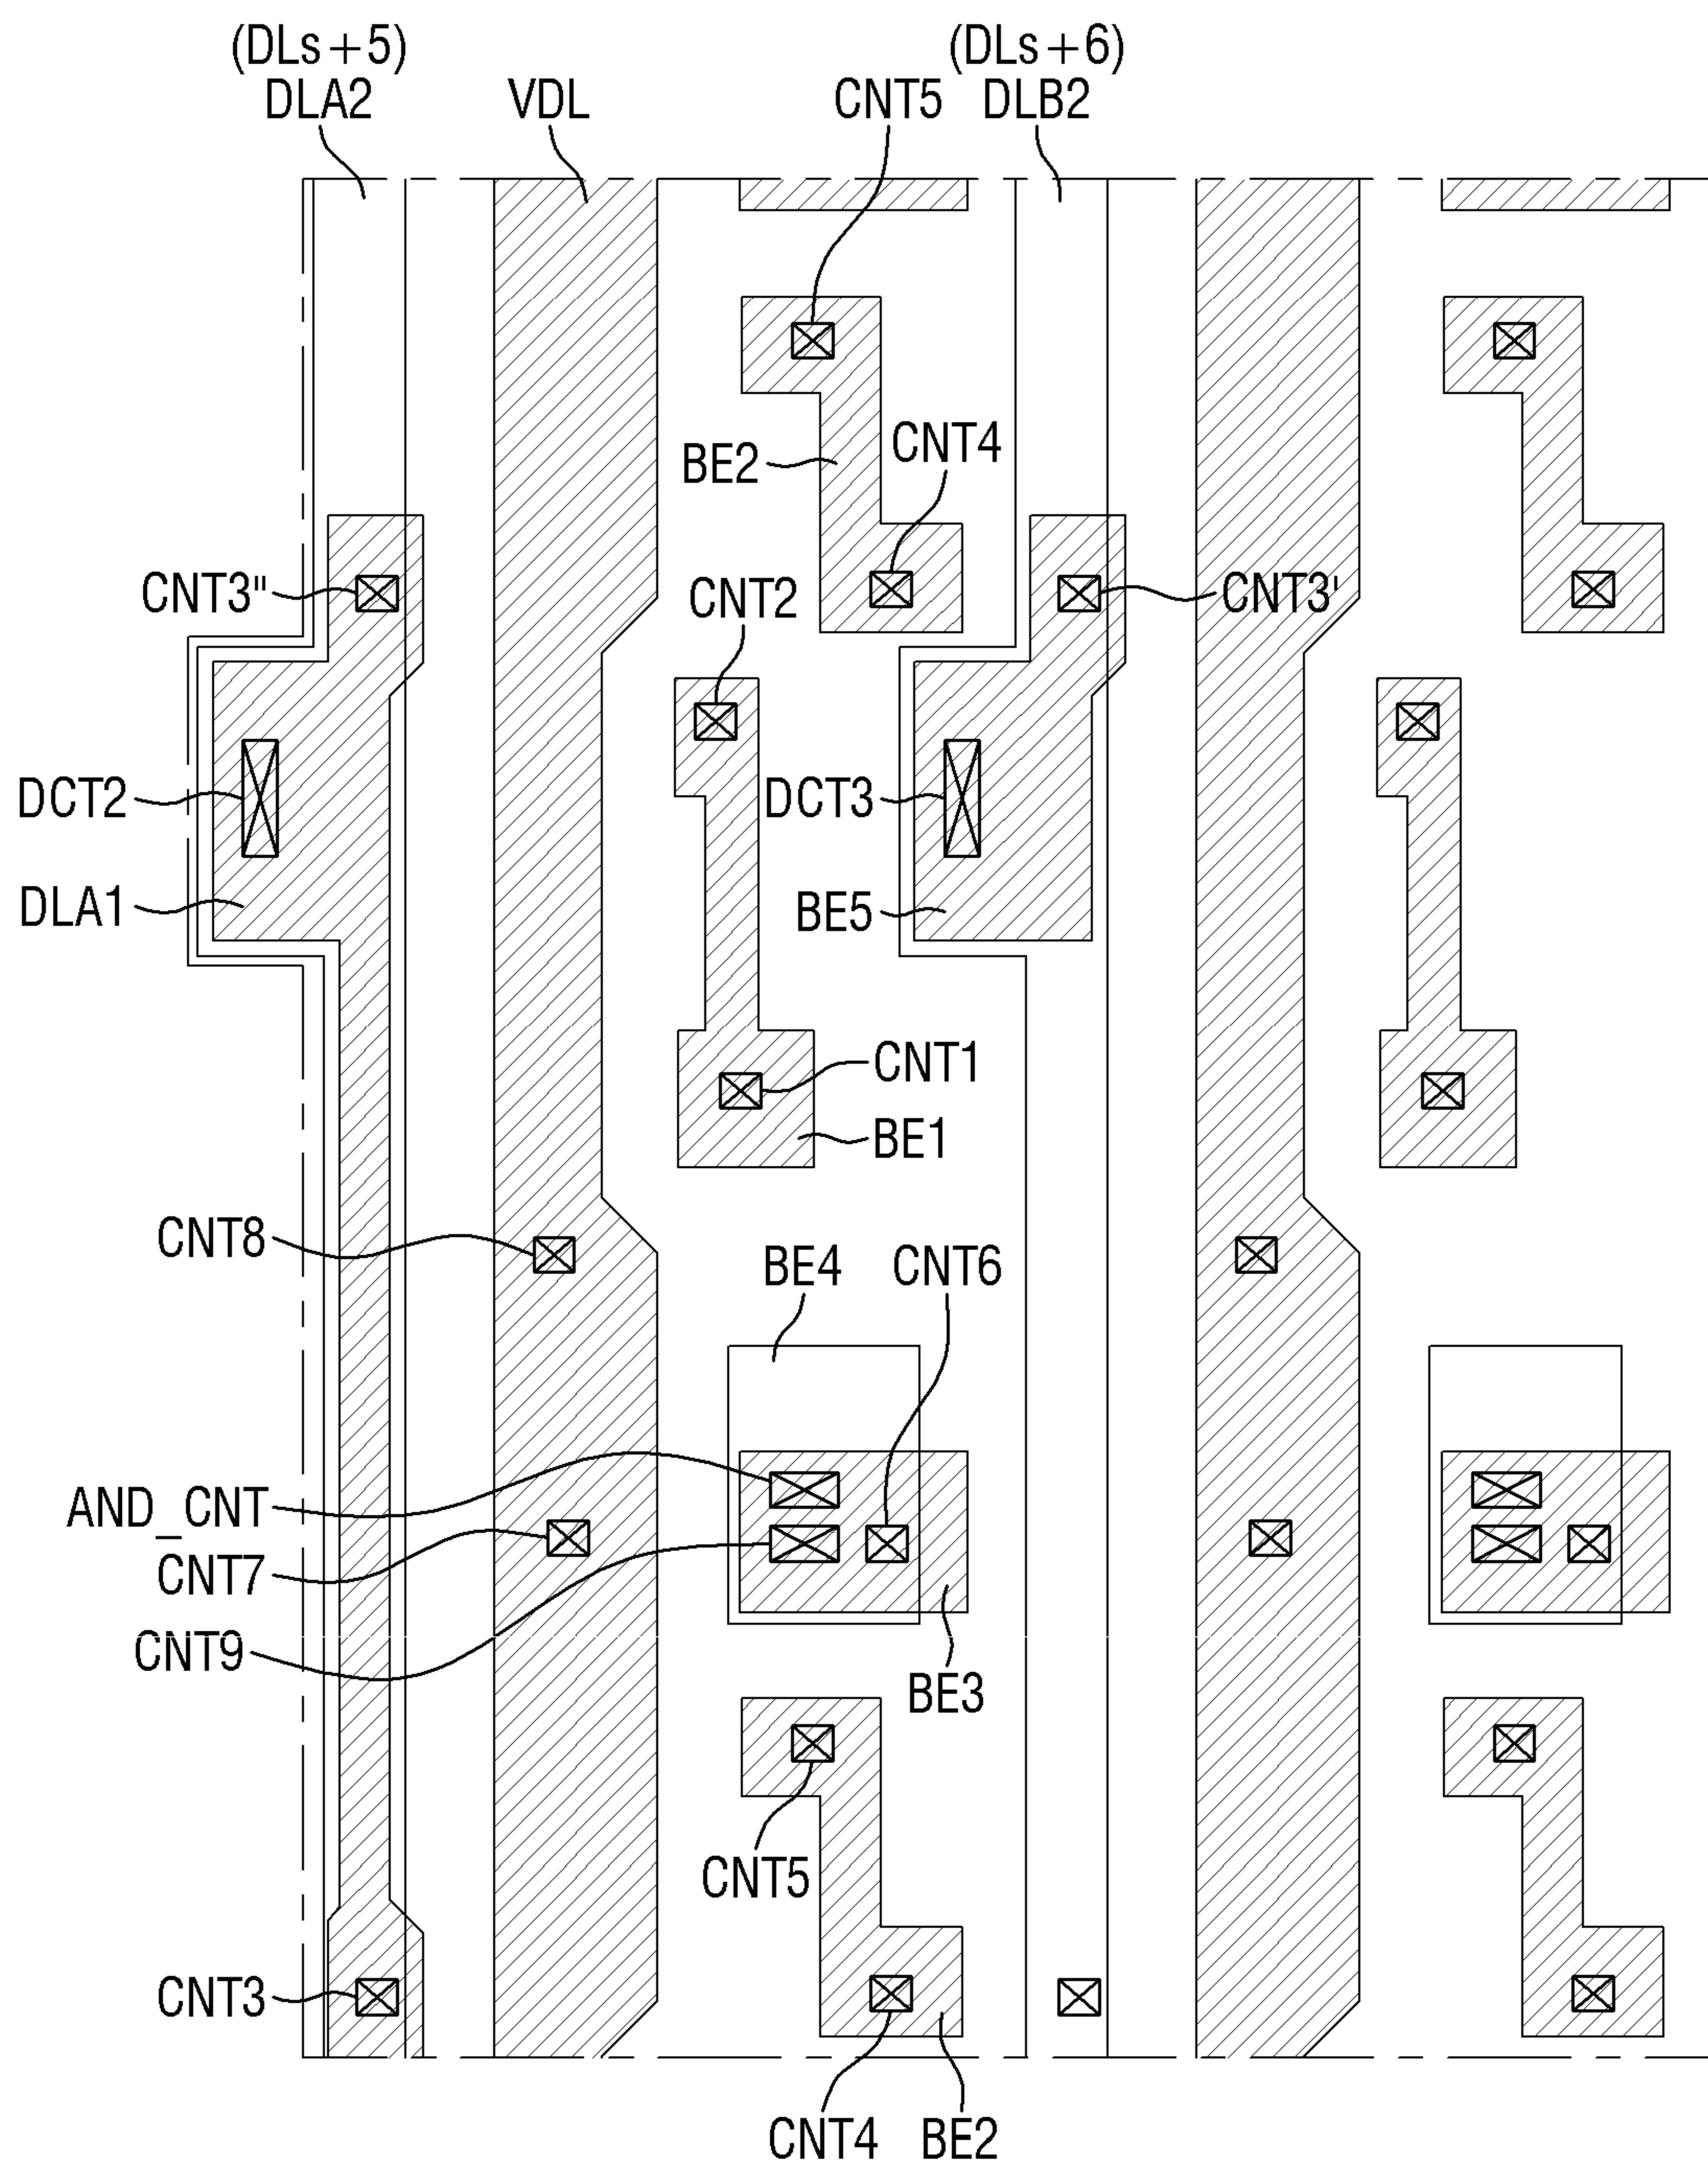 (DLs+5)
DLA2
VDL
CNT5
(DLs+6)
DLB2
BE2
CNT4
CNT3"
CNT2
CNT3'
DCT2
DCT3
DLA1
BE5
CNT1
BE1
CNT8
BE4
CNT6
AND_CNT
CNT7
CNT9
BE3
CNT5
CNT3
CNT4
BE2